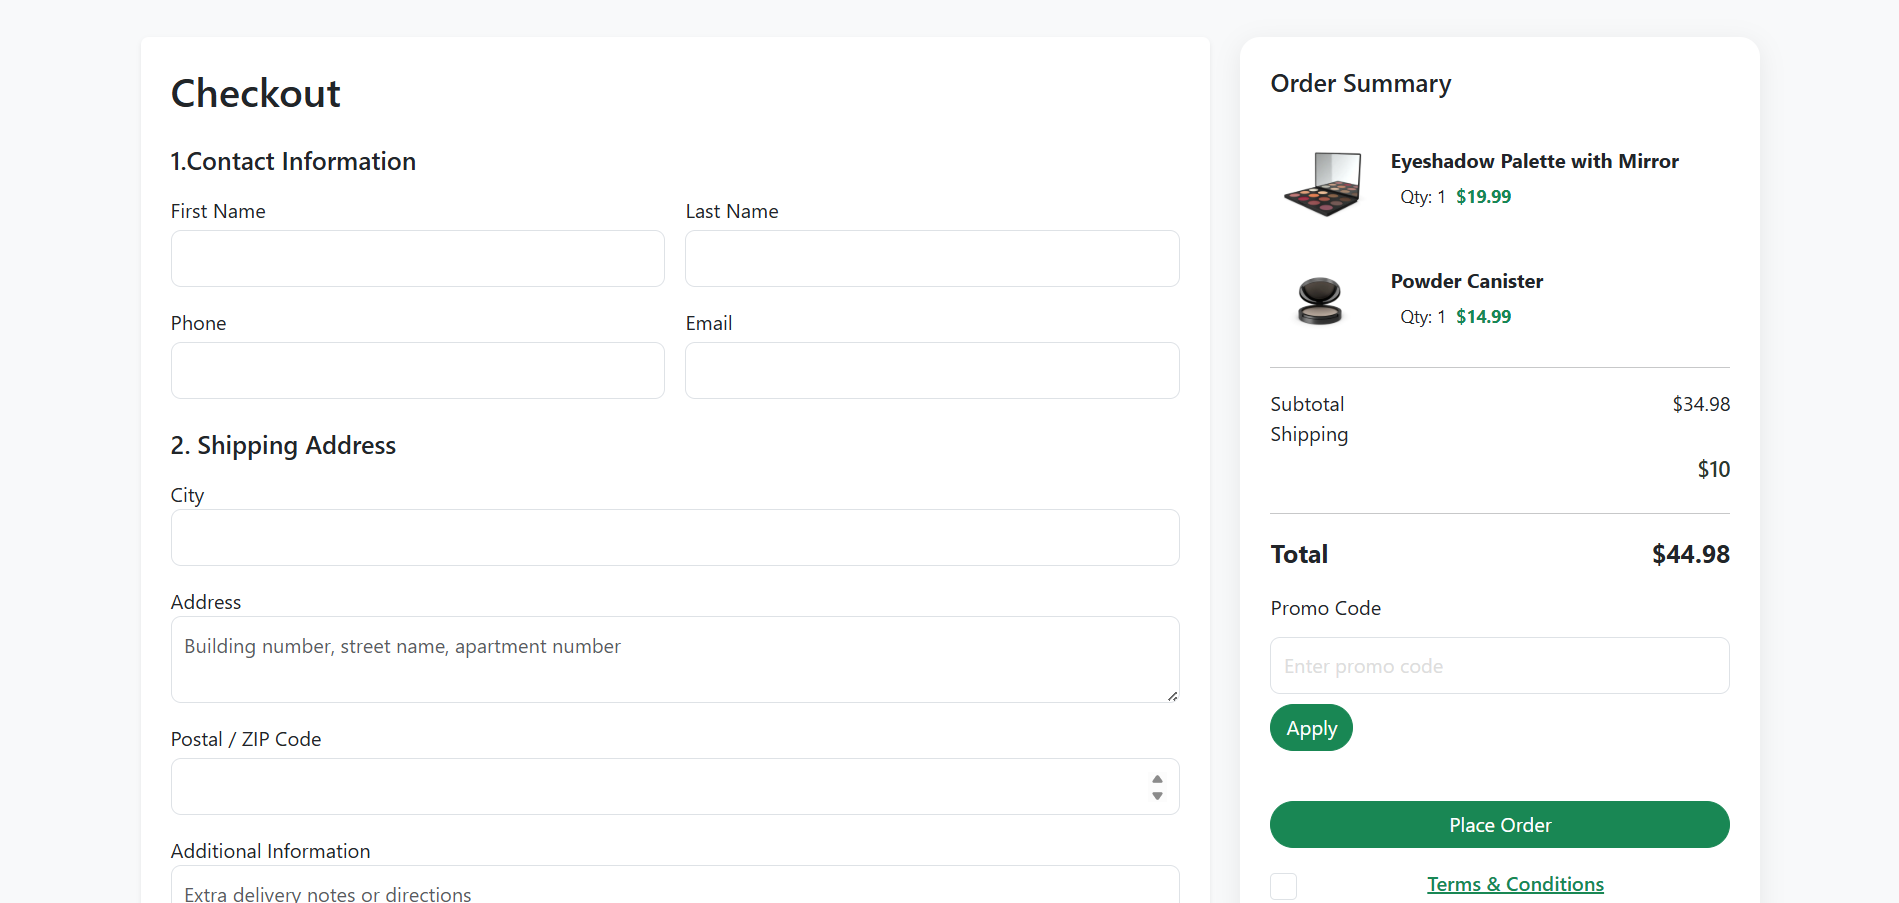 Checkout
1.Contact Information
First Name
Last Name
Phone
Email
2. Shipping Address
City
Address
Building number, street name, apartment number
Postal / ZIP Code
Additional Information
Extra delivery notes or directions
Order Summary
Eyeshadow Palette with Mirror
Qty: 1 $19.99
Powder Canister
Qty: 1 $14.99
Subtotal $34.98
Shipping
$10
Total $44.98
Promo Code
Enter promo code
Apply
Place Order
Terms & Conditions